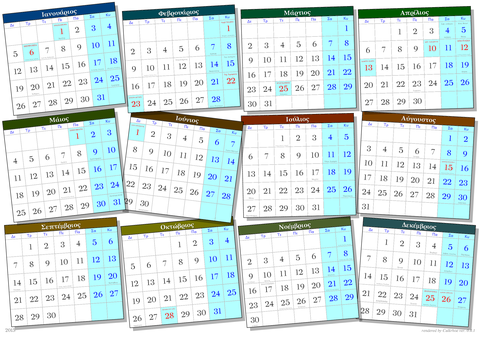 Ιανουάριος
Δε Τρ Τε Πε Πα Σα Κυ
1 2 3 4
5 6 7 8 9 10 11
12 13 14 15 16 17 18
19 20 21 22 23 24 25
26 27 28 29 30 31
Φεβρουάριος
Δε Τρ Τε Πε Πα Σα Κυ
1
2 3 4 5 6 7 8
9 10 11 12 13 14 15
16 17 18 19 20 21 22
23 24 25 26 27 28
Μάρτιος
Δε Τρ Τε Πε Πα Σα Κυ
1
2 3 4 5 6 7 8
9 10 11 12 13 14 15
16 17 18 19 20 21 22
23 24 25 26 27 28 29
30 31
Απρίλιος
Δε Τρ Τε Πε Πα Σα Κυ
1 2 3 4 5
6 7 8 9 10 11 12
13 14 15 16 17 18 19
20 21 22 23 24 25 26
27 28 29 30
Μάιος
Δε Τρ Τε Πε Πα Σα Κυ
1 2 3
4 5 6 7 8 9 10
11 12 13 14 15 16 17
18 19 20 21 22 23 24
25 26 27 28 29 30 31
Ιούνιος
Δε Τρ Τε Πε Πα Σα Κυ
1 2 3 4 5 6 7
8 9 10 11 12 13 14
15 16 17 18 19 20 21
22 23 24 25 26 27 28
29 30
Ιούλιος
Δε Τρ Τε Πε Πα Σα Κυ
1 2 3 4 5
6 7 8 9 10 11 12
13 14 15 16 17 18 19
20 21 22 23 24 25 26
27 28 29 30 31
Αύγουστος
Δε Τρ Τε Πε Πα Σα Κυ
1 2
3 4 5 6 7 8 9
10 11 12 13 14 15 16
17 18 19 20 21 22 23
24 25 26 27 28 29 30
31
Σεπτέμβριος
Δε Τρ Τε Πε Πα Σα Κυ
1 2 3 4 5 6
7 8 9 10 11 12 13
14 15 16 17 18 19 20
21 22 23 24 25 26 27
28 29 30
Οκτώβριος
Δε Τρ Τε Πε Πα Σα Κυ
1 2 3 4
5 6 7 8 9 10 11
12 13 14 15 16 17 18
19 20 21 22 23 24 25
26 27 28 29 30 31
Νοέμβριος
Δε Τρ Τε Πε Πα Σα Κυ
1
2 3 4 5 6 7 8
9 10 11 12 13 14 15
16 17 18 19 20 21 22
23 24 25 26 27 28 29
30
Δεκέμβριος
Δε Τρ Τε Πε Πα Σα Κυ
1 2 3 4 5 6
7 8 9 10 11 12 13
14 15 16 17 18 19 20
21 22 23 24 25 26 27
28 29 30 31